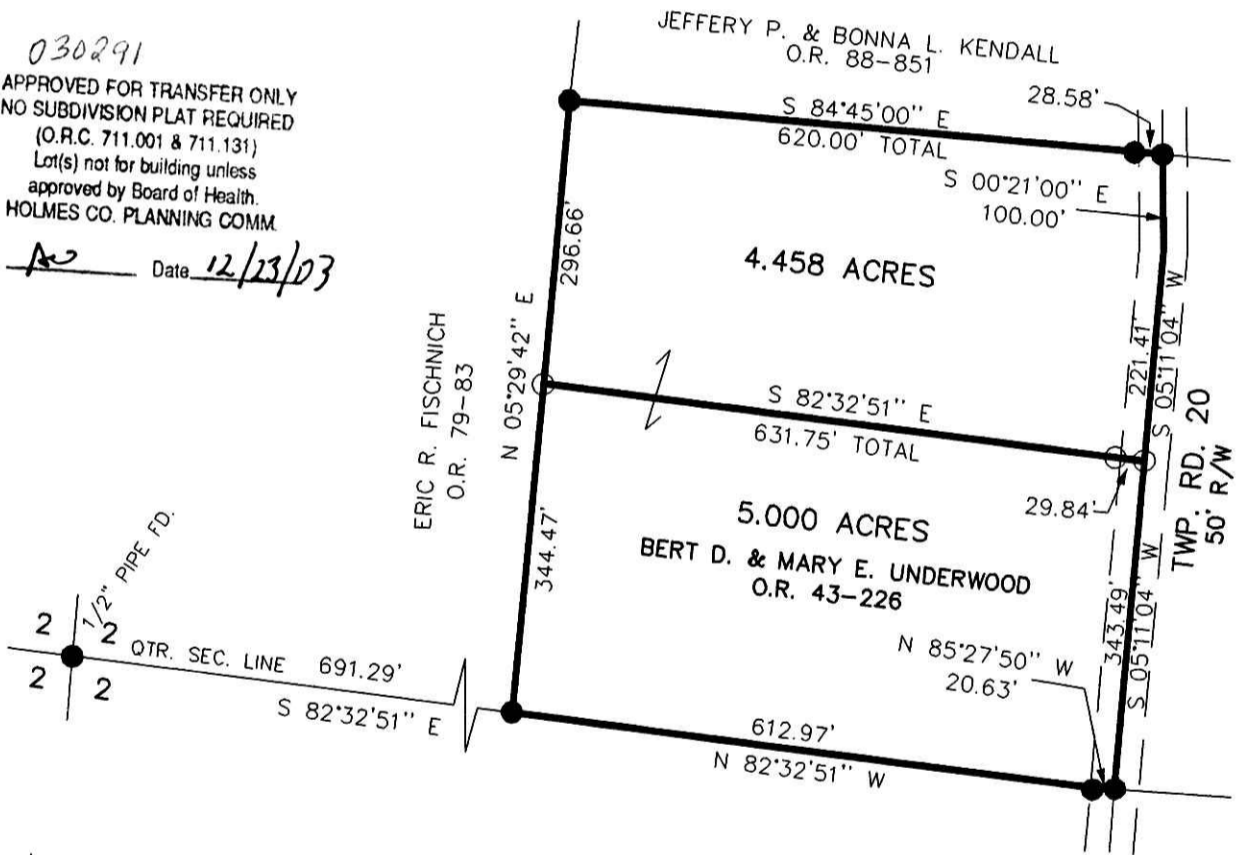 030291
APPROVED FOR TRANSFER ONLY
NO SUBDIVISION PLAT REQUIRED
(O.R.C. 711.001 & 711.131)
Lot(s) not for building unless
approved by Board of Health.
HOLMES CO. PLANNING COMM.
Date 12/23/03
JEFFERY P. & BONNA L. KENDALL
O.R. 88-851
28.58'
S 84°45'00" E
620.00' TOTAL
S 00°21'00" E
100.00'
296.66'
4.458 ACRES
N 05°29'42" E
ERIC R. FISCHNICH
O.R. 79-83
221.41'
S 05°11'04" W
S 82°32'51" E
631.75' TOTAL
TWP. RD. 20
50' R/W
29.84'
5.000 ACRES
BERT D. & MARY E. UNDERWOOD
O.R. 43-226
344.47'
343.49'
S 05°11'04" W
N 85°27'50" W
20.63'
1/2" PIPE FD.
2 2
2 2
QTR. SEC. LINE 691.29'
S 82°32'51" E
612.97'
N 82°32'51" W